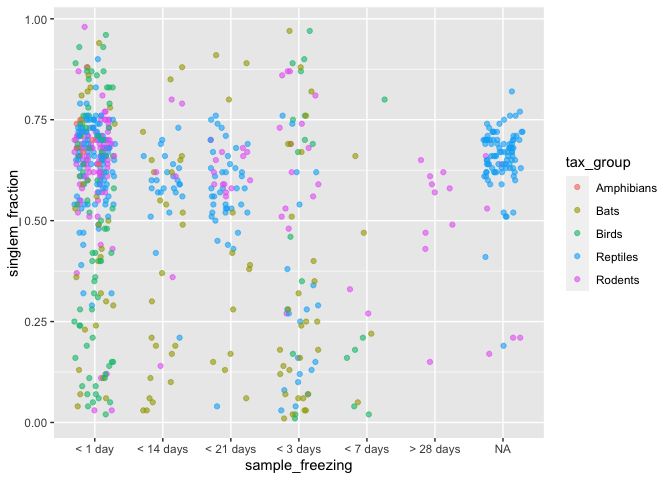 1.00
0.75
0.50
0.25
0.00
singlem_fraction
< 1 day
< 14 days
< 21 days
< 3 days
< 7 days
> 28 days
NA
sample_freezing
tax_group
Amphibians
Bats
Birds
Reptiles
Rodents